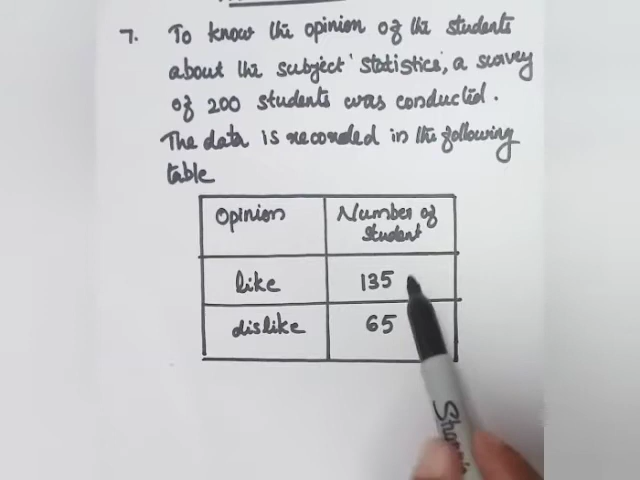 7. To know the opinion of the students
about the subject 'statistics', a survey
of 200 students was conducted.
The data is recorded in the following
table
Opinion Number of student
like 135
dislike 65
Sharpie